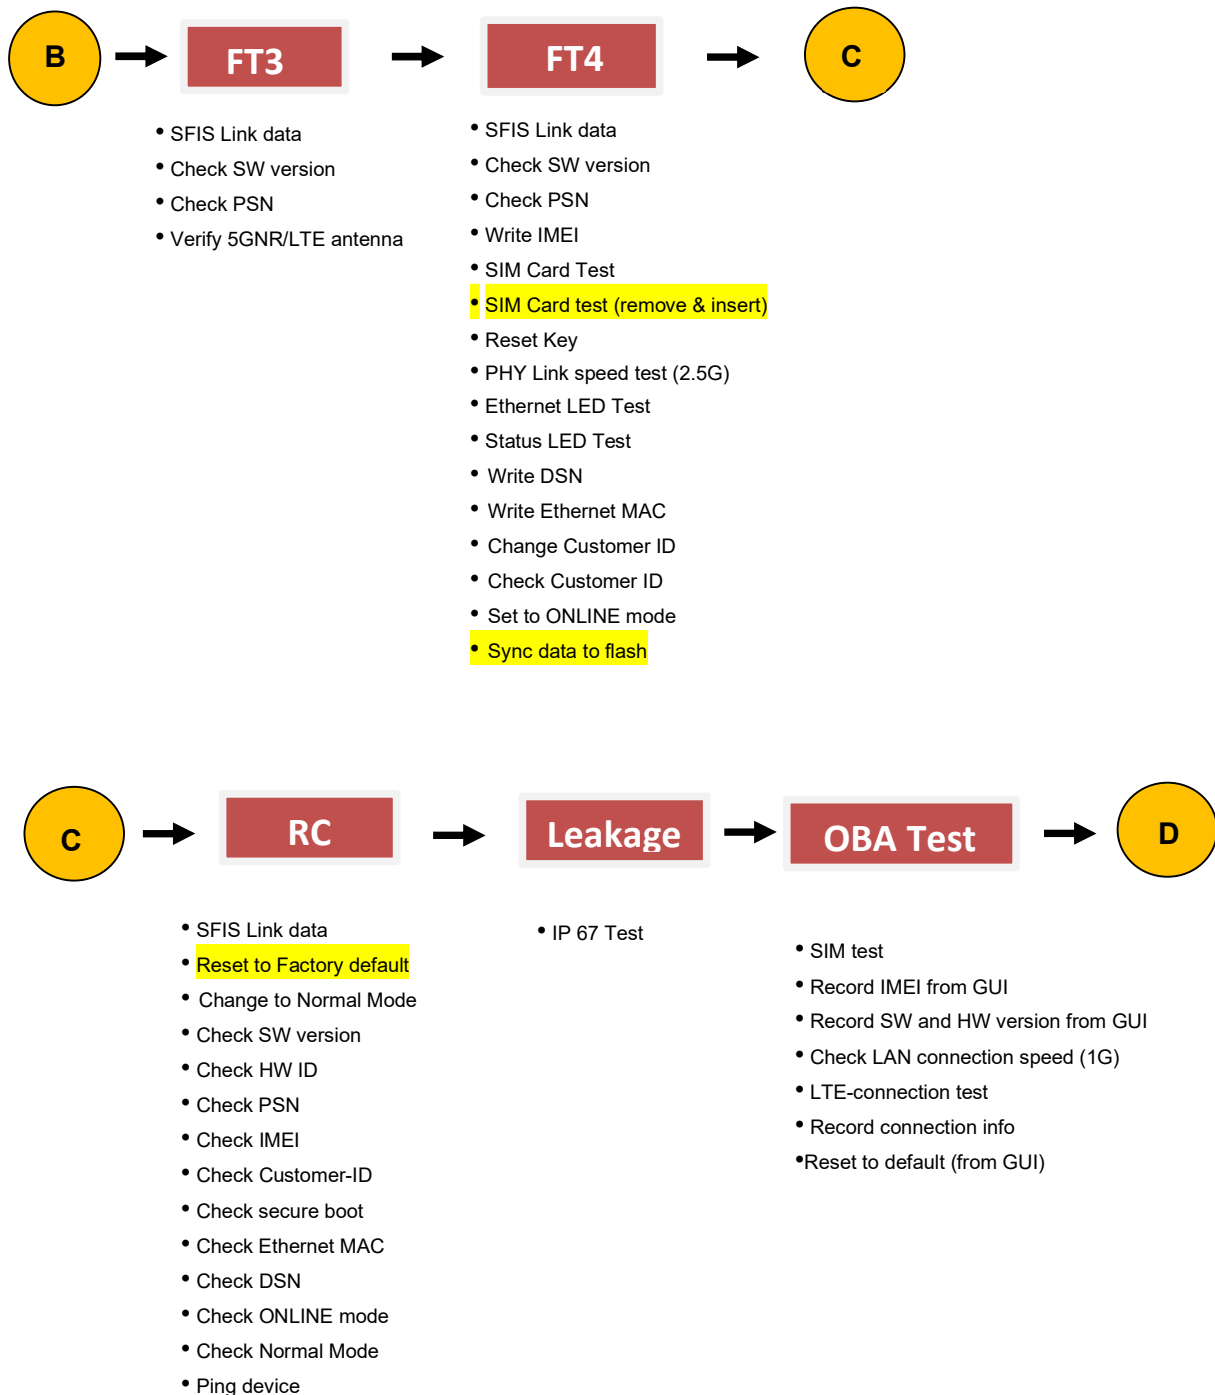 B
FT3
FT4
C
• SFIS Link data
• Check SW version
• Check PSN
• Verify 5GNR/LTE antenna
• SFIS Link data
• Check SW version
• Check PSN
• Write IMEI
• SIM Card Test
• SIM Card test (remove & insert)
• Reset Key
• PHY Link speed test (2.5G)
• Ethernet LED Test
• Status LED Test
• Write DSN
• Write Ethernet MAC
• Change Customer ID
• Check Customer ID
• Set to ONLINE mode
• Sync data to flash
C
RC
Leakage
OBA Test
D
• SFIS Link data
• Reset to Factory default
• Change to Normal Mode
• Check SW version
• Check HW ID
• Check PSN
• Check IMEI
• Check Customer-ID
• Check secure boot
• Check Ethernet MAC
• Check DSN
• Check ONLINE mode
• Check Normal Mode
• Ping device
• IP 67 Test
• SIM test
• Record IMEI from GUI
• Record SW and HW version from GUI
• Check LAN connection speed (1G)
• LTE-connection test
• Record connection info
•Reset to default (from GUI)